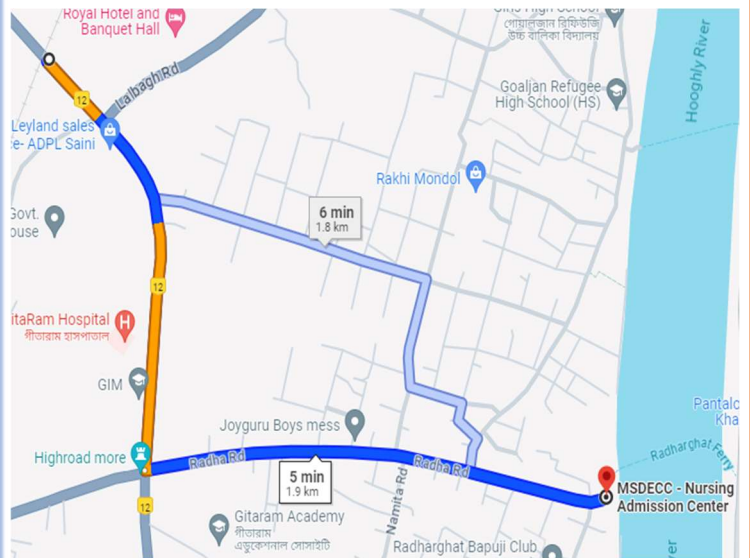 Royal Hotel and
Banquet Hall
গোয়ালজান রিফিউজি
উচ্চ বালিকা বিদ্যালয়
Hooghly River
12
Lalbagh Rd
Goaljan Refugee
High School (HS)
Leyland sales
e- ADPL Saini
Rakhi Mondol
6 min
1.8 km
Govt.
ouse
12
itaRam Hospital
গীতারাম হাসপাতাল
GIM
Joyguru Boys mess
Pantalo
Kha
Highroad more
Radha Rd
Radha Rd
Radharghat Ferry
5 min
1.9 km
MSDECC - Nursing
Admission Center
12
Namita Rd
Gitaram Academy
গীতারাম
এডুকেশনাল সোসাইটি
Radharghat Bapuji Club